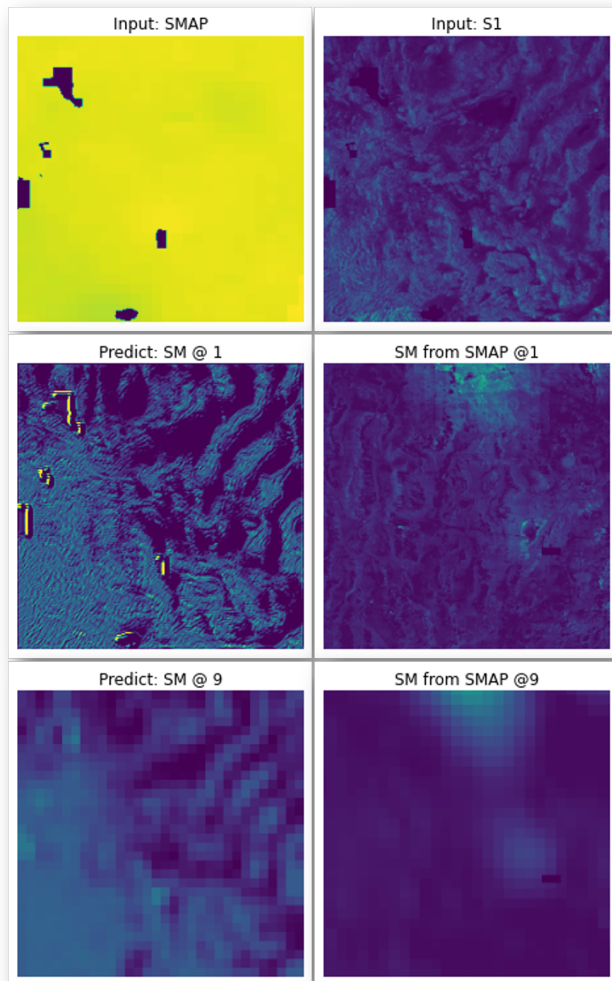 Input: SMAP
Input: S1
Predict: SM @ 1
SM from SMAP @1
Predict: SM @ 9
SM from SMAP @9